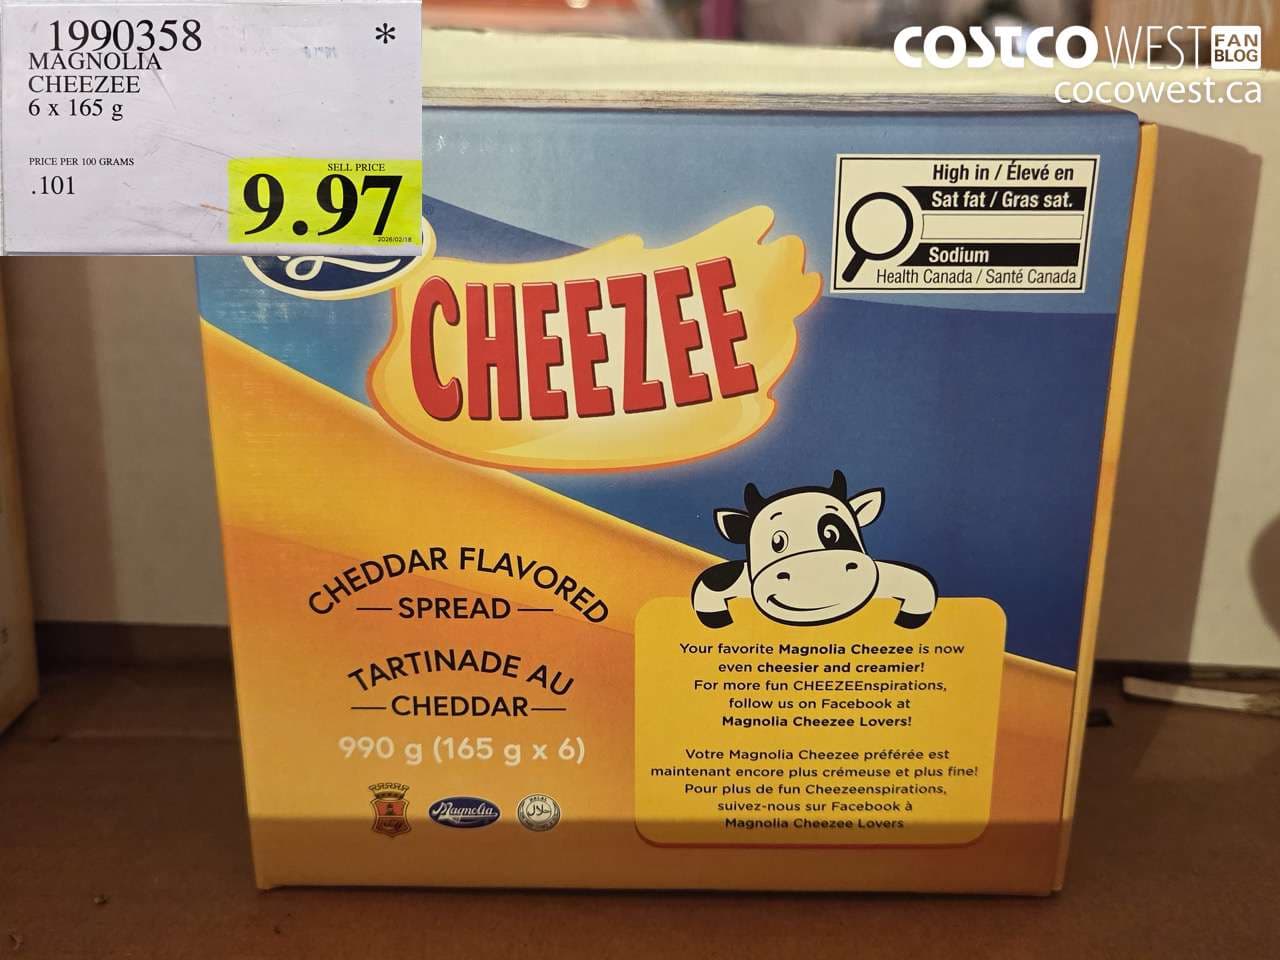 1990358 *
MAGNOLIA
CHEEZEE
6 x 165 g
PRICE PER 100 GRAMS
.101
SELL PRICE
9.97
2026/02/18
COSTCO WEST FAN BLOG
cocowest.ca
High in / Élevé en
Sat fat / Gras sat.
Sodium
Health Canada / Santé Canada
CHEEZEE
CHEDDAR FLAVORED
SPREAD
TARTINADE AU
CHEDDAR
990 g (165 g x 6)
Magnolia
Your favorite Magnolia Cheezee is now
even cheesier and creamier!
For more fun CHEEZEEnspirations,
follow us on Facebook at
Magnolia Cheezee Lovers!
Votre Magnolia Cheezee préférée est
maintenant encore plus crémeuse et plus fine!
Pour plus de fun Cheezeenspirations,
suivez-nous sur Facebook à
Magnolia Cheezee Lovers